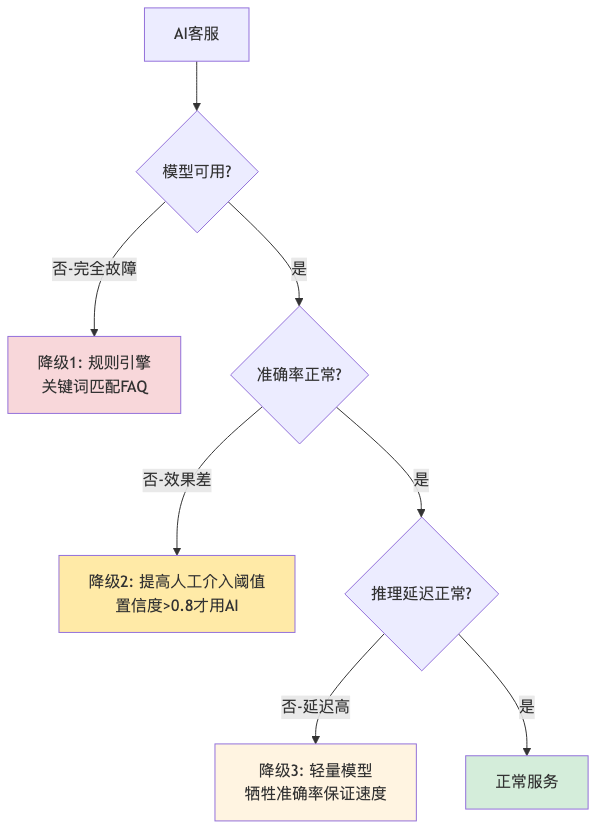 AI客服
模型可用?
否-完全故障
是
降级1: 规则引擎
关键词匹配FAQ
准确率正常?
否-效果差
是
降级2: 提高人工介入阈值
置信度>0.8才用AI
推理延迟正常?
否-延迟高
是
降级3: 轻量模型
牺牲准确率保证速度
正常服务